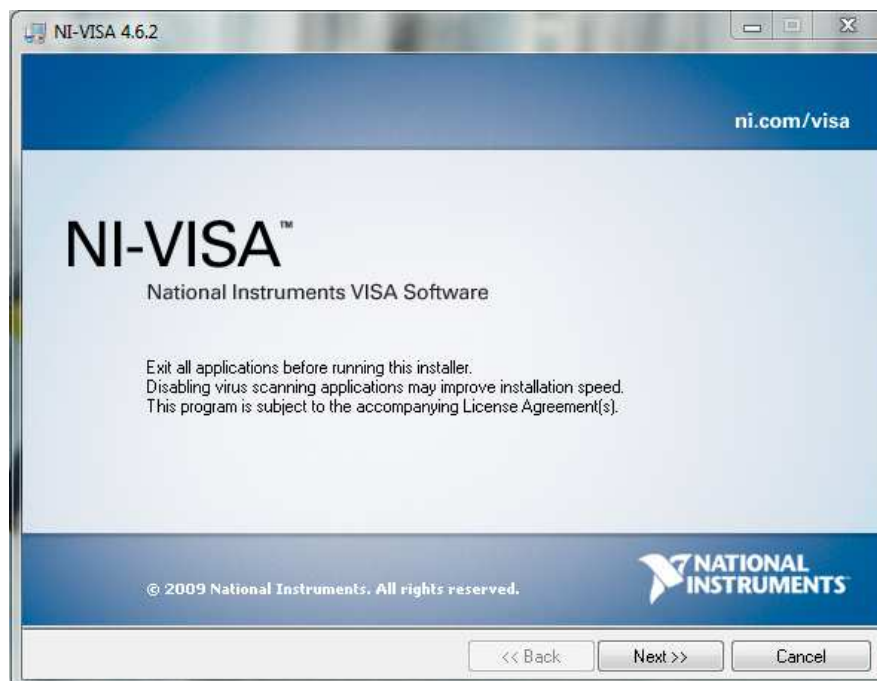 NI-VISA 4.6.2
ni.com/visa
NI-VISA™
National Instruments VISA Software
Exit all applications before running this installer.
Disabling virus scanning applications may improve installation speed.
This program is subject to the accompanying License Agreement(s).
© 2009 National Instruments. All rights reserved.
NATIONAL
INSTRUMENTS
<< Back Next >> Cancel